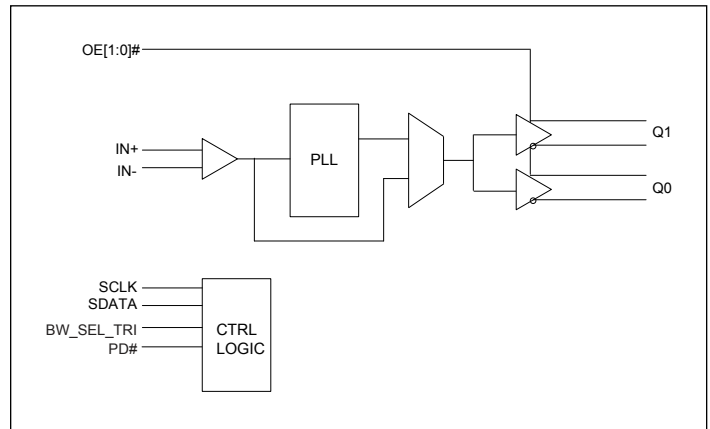 OE[1:0]#
IN+
IN-
PLL
Q1
Q0
SCLK
SDATA
BW_SEL_TRI
PD#
CTRL
LOGIC